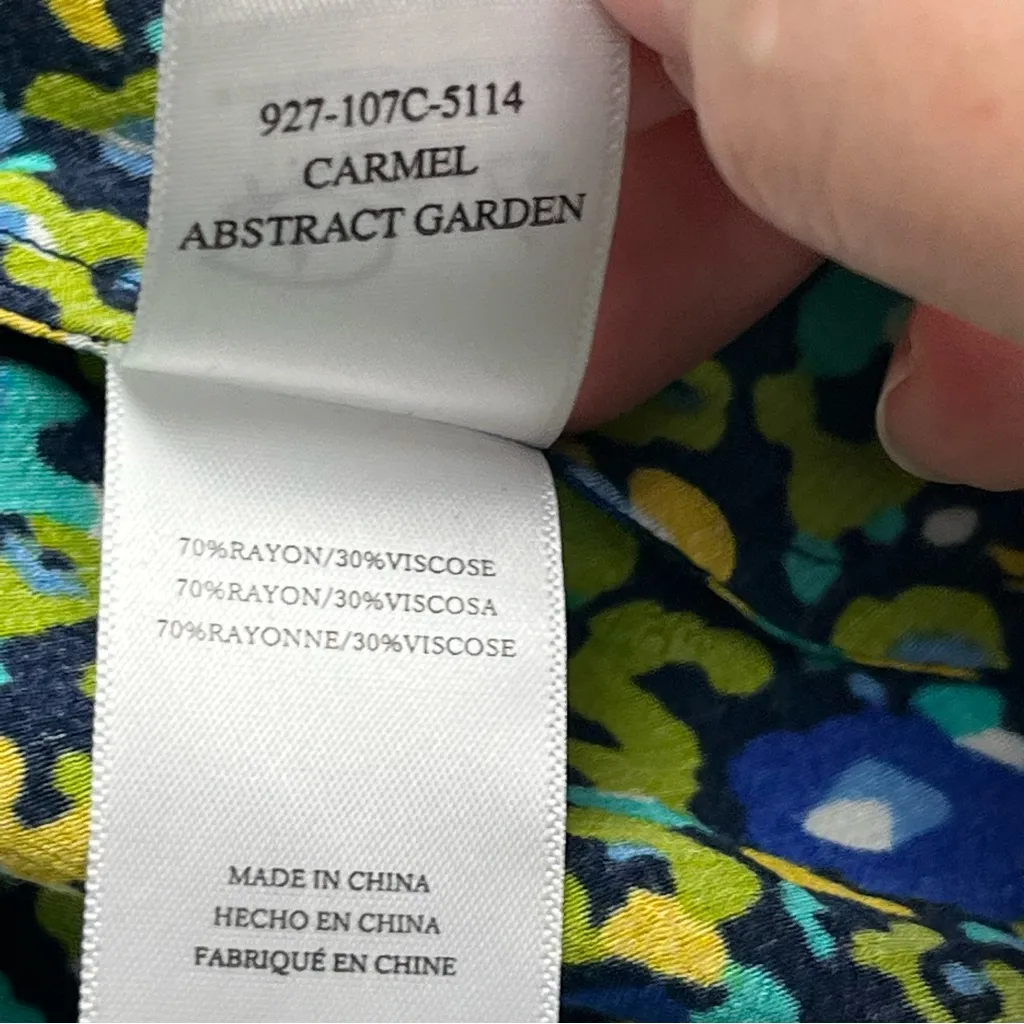 927-107C-5114
CARMEL
ABSTRACT GARDEN
70%RAYON/30%VISCOSE
70%RAYON/30%VISCOSA
70%RAYONNE/30%VISCOSE
MADE IN CHINA
HECHO EN CHINA
FABRIQUÉ EN CHINE